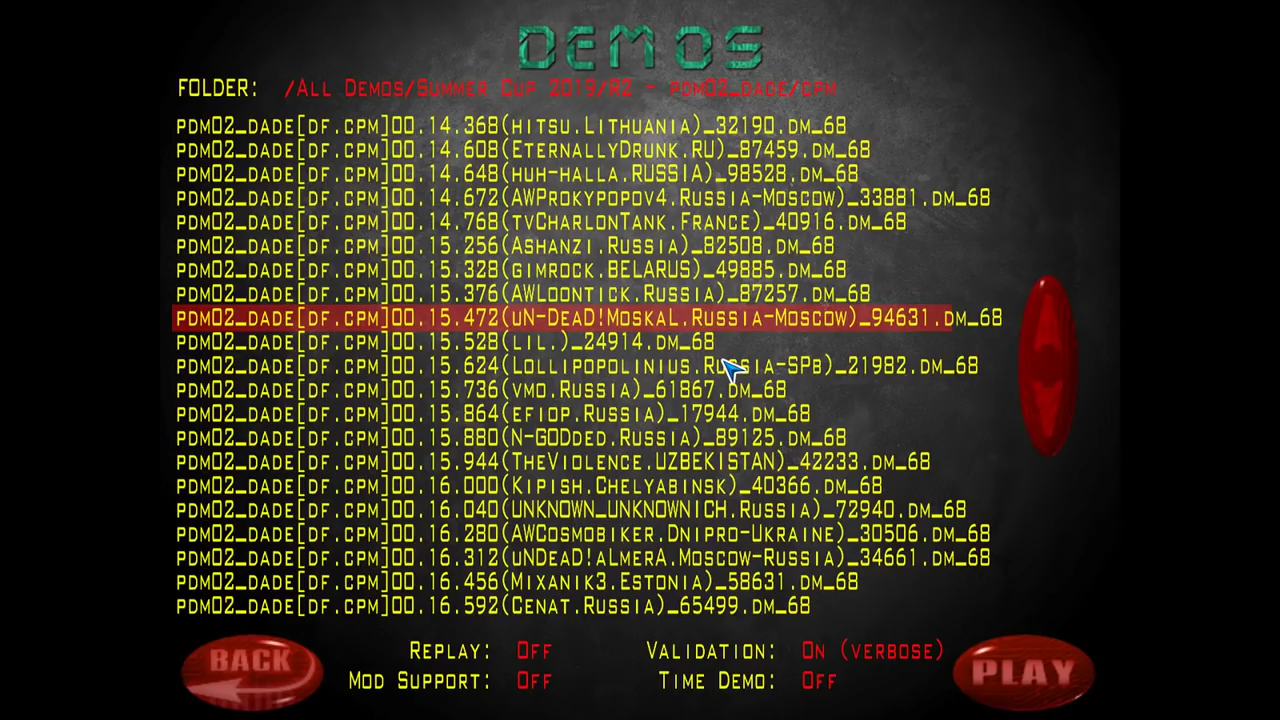 DEMOS
FOLDER: /All Demos/Summer Cup 2019/R2 - pdm02_dade/cpm
pdm02_dade[df.cpm]00.14.368(hitsu.Lithuania)_32190.dm_68
pdm02_dade[df.cpm]00.14.608(EternallyDrunk.RU)_87459.dm_68
pdm02_dade[df.cpm]00.14.648(huh-halla.RUSSIA)_98528.dm_68
pdm02_dade[df.cpm]00.14.672(AWProkypopov4.Russia-Moscow)_33881.dm_68
pdm02_dade[df.cpm]00.14.768(tvCharlonTank.France)_40916.dm_68
pdm02_dade[df.cpm]00.15.256(Ashanzi.Russia)_82508.dm_68
pdm02_dade[df.cpm]00.15.328(gimrock.BELARUS)_49885.dm_68
pdm02_dade[df.cpm]00.15.376(AWLoonTick.Russia)_87257.dm_68
pdm02_dade[df.cpm]00.15.472(uN-DeaD!MoskaL.Russia-Moscow)_94631.dm_68
pdm02_dade[df.cpm]00.15.528(lil.)_24914.dm_68
pdm02_dade[df.cpm]00.15.624(Lollipopolinius.Russia-SPb)_21982.dm_68
pdm02_dade[df.cpm]00.15.736(vmo.Russia)_61867.dm_68
pdm02_dade[df.cpm]00.15.864(efiop.Russia)_17944.dm_68
pdm02_dade[df.cpm]00.15.880(n-GODded.Russia)_89125.dm_68
pdm02_dade[df.cpm]00.15.944(TheViolence.UZBEKISTAN)_42233.dm_68
pdm02_dade[df.cpm]00.16.000(Kipish.Chelyabinsk)_40366.dm_68
pdm02_dade[df.cpm]00.16.040(UNKNOWN_UNKNOWNICH.Russia)_72940.dm_68
pdm02_dade[df.cpm]00.16.280(AWCosmobiker.Dnipro-Ukraine)_30506.dm_68
pdm02_dade[df.cpm]00.16.312(uNDeaD!aLmerA.Moscow-Russia)_34661.dm_68
pdm02_dade[df.cpm]00.16.456(Mixanik3.Estonia)_58631.dm_68
pdm02_dade[df.cpm]00.16.592(Cenat.Russia)_65499.dm_68
Replay: Off Validation: On (verbose)
Mod Support: Off Time Demo: Off
BACK
PLAY